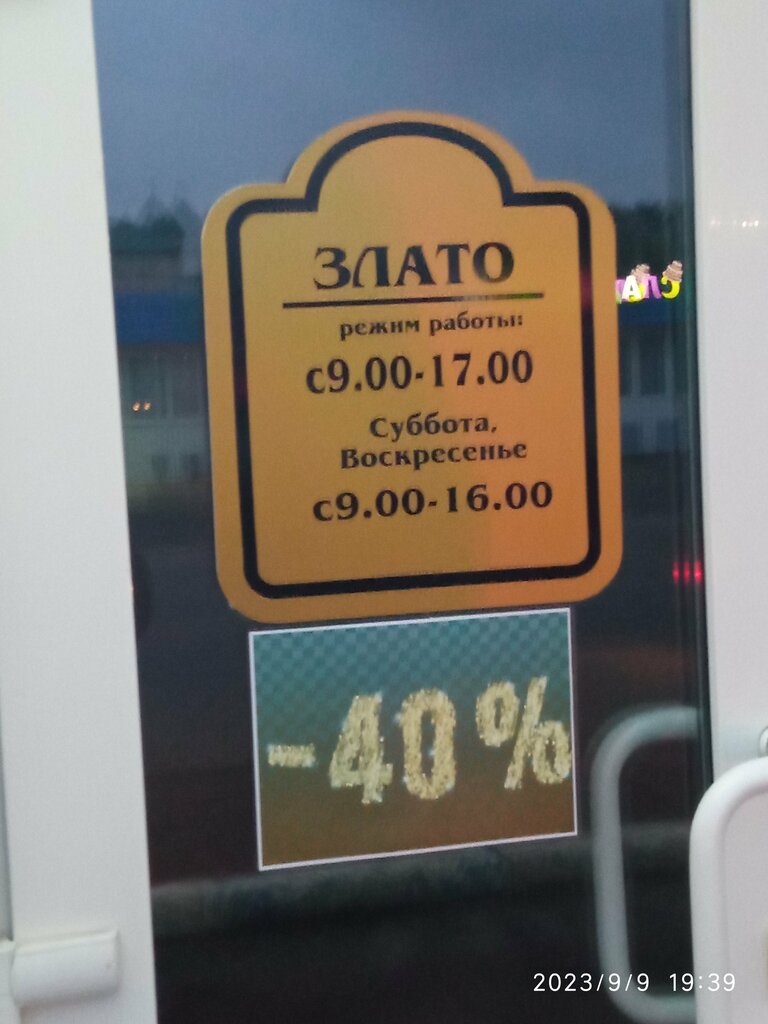 ЗЛАТО
режим работы:
с9.00-17.00
Суббота,
Воскресенье
с9.00-16.00
-40%
2023/9/9 19:39